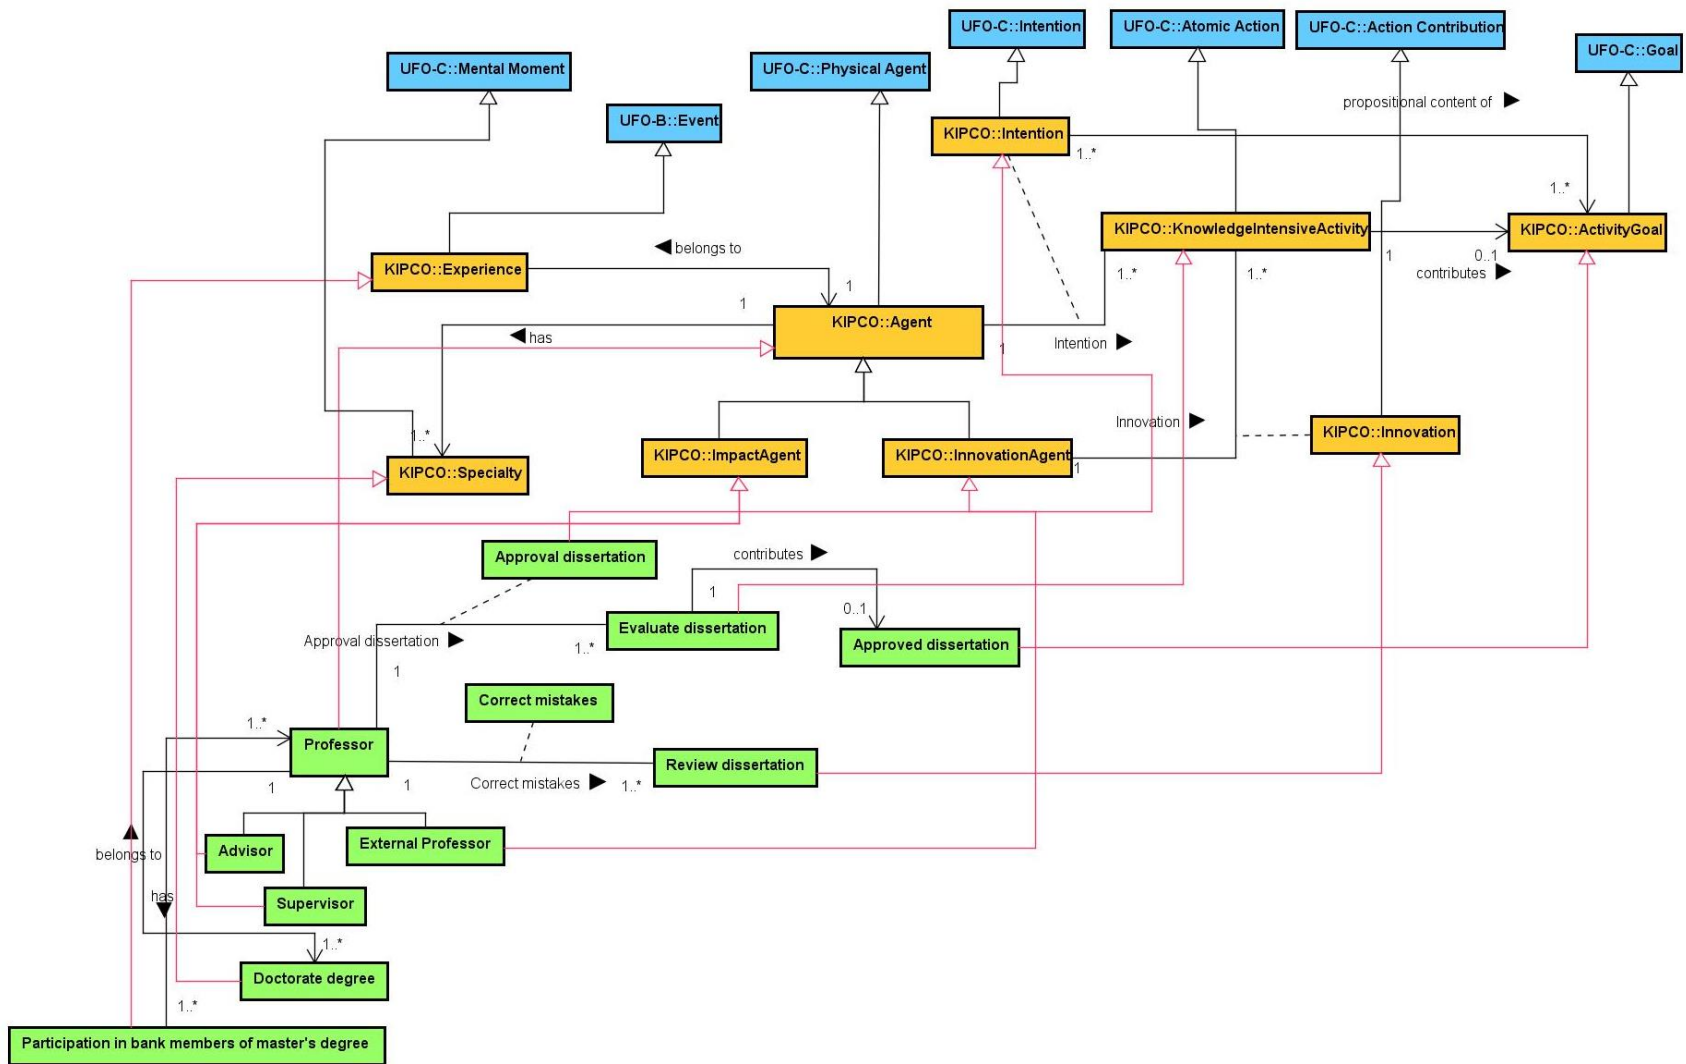 UFO-C::Intention
UFO-C::Atomic Action
UFO-C::Action Contribution
UFO-C::Goal
UFO-C::Mental Moment
UFO-C::Physical Agent
propositional content of
UFO-B::Event
KIPCO::Intention
1..*
1..*
KIPCO::KnowledgeIntensiveActivity
KIPCO::ActivityGoal
belongs to
KIPCO::Experience
1..*
1..*
1
0..1
contributes
1
1
KIPCO::Agent
has
Intention
1
1..*
Innovation
KIPCO::Innovation
KIPCO::ImpactAgent
KIPCO::InnovationAgent
1
KIPCO::Specialty
Approval dissertation
contributes
1
0..1
Evaluate dissertation
Approval dissertation
1..*
Approved dissertation
1
Correct mistakes
1..*
Professor
Review dissertation
1
1
Correct mistakes
1..*
Advisor
External Professor
belongs to
has
Supervisor
1..*
Doctorate degree
1..*
Participation in bank members of master's degree